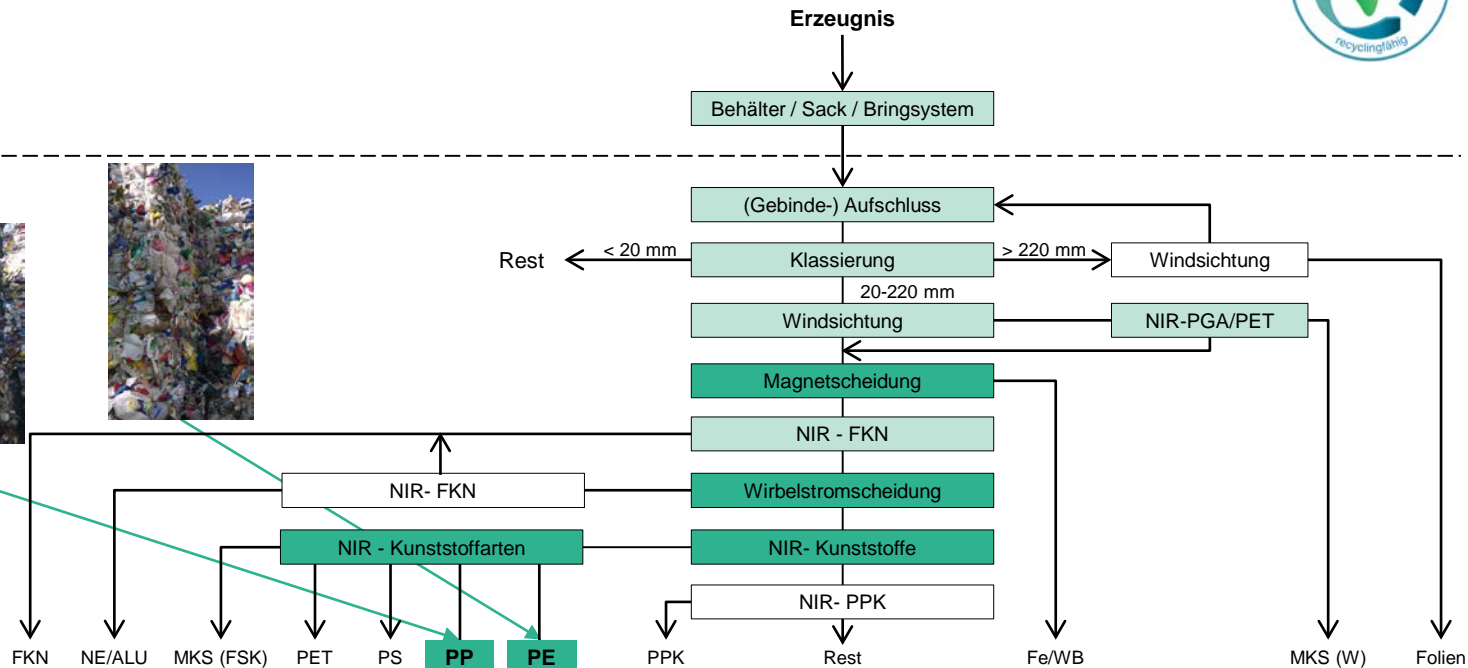 Erzeugnis
recyclingfähig
Behälter / Sack / Bringsystem
(Gebinde-) Aufschluss
Rest
< 20 mm
Klassierung
> 220 mm
Windsichtung
20-220 mm
Windsichtung
NIR-PGA/PET
Magnetscheidung
NIR - FKN
NIR- FKN
Wirbelstromscheidung
NIR - Kunststoffarten
NIR- Kunststoffe
NIR- PPK
FKN
NE/ALU
MKS (FSK)
PET
PS
PP
PE
PPK
Rest
Fe/WB
MKS (W)
Folien